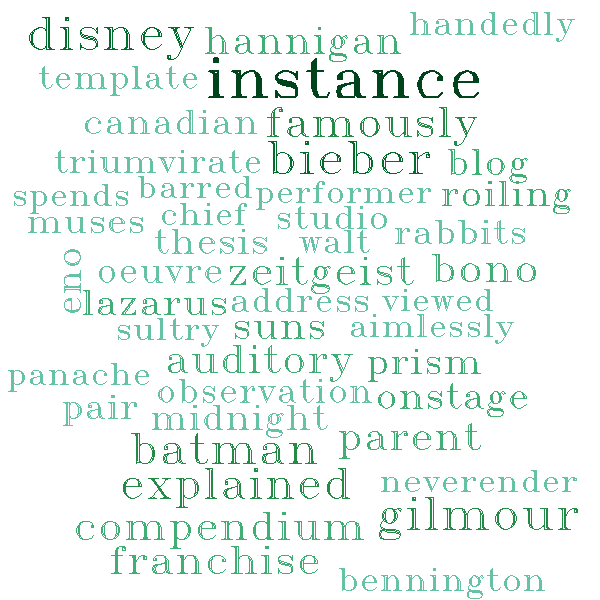 disney hannigan handedly
template instance
canadian famously
triumvirate bieber blog
spends barred performer roiling
muses chief studio
thesis walt rabbits
eno oeuvre zeitgeist bono
lazarus address viewed
sultry suns aimlessly
auditory prism
panache observation onstage
pair midnight
batman parent
explained neverender
compendium gilmour
franchise bennington